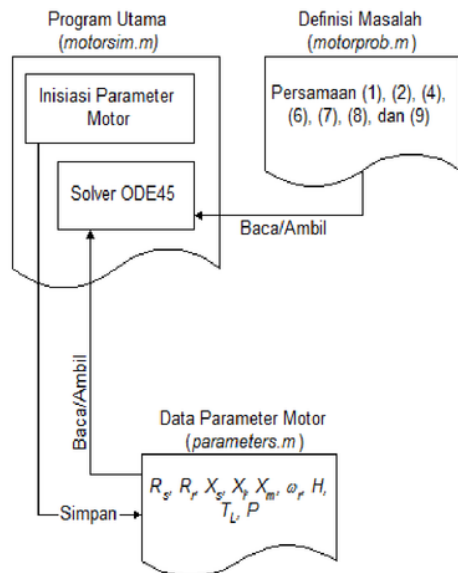 Program Utama
(motorsim.m)
Definisi Masalah
(motorprob.m)
Inisiasi Parameter
Motor
Persamaan (1), (2), (4),
(6), (7), (8), dan (9)
Solver ODE45
Baca/Ambil
Baca/Ambil
Data Parameter Motor
(parameters.m)
Rs, Rr, Xs, Xr, Xm, ωr, H,
TL, P
Simpan